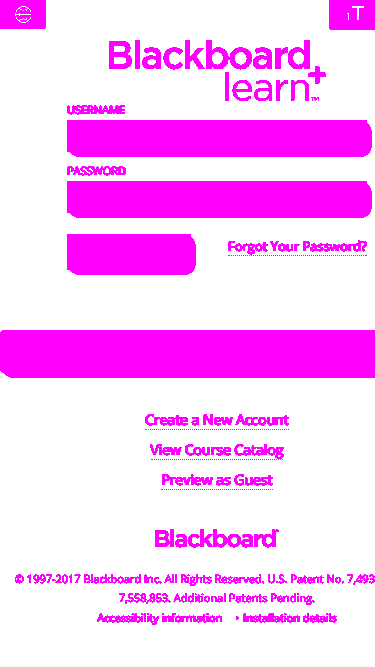 тT
Blackboard
learn+™
USERNAME
PASSWORD
Forgot Your Password?
Create a New Account
View Course Catalog
Preview as Guest
Blackboard
© 1997-2017 Blackboard Inc. All Rights Reserved. U.S. Patent No. 7,493
7,558,853. Additional Patents Pending.
Accessibility information • Installation details